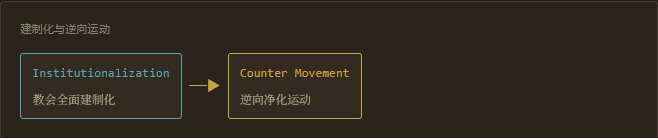 建制化与逆向运动
Institutionalization
教会全面建制化
Counter Movement
逆向净化运动